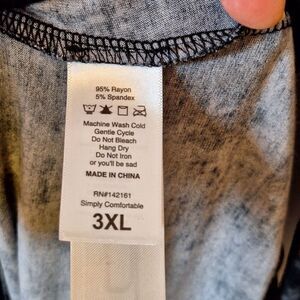 95% Rayon
5% Spandex
Machine Wash Cold
Gentle Cycle
Do Not Bleach
Hang Dry
Do Not Iron
or you'll be sad
MADE IN CHINA
RN#142161
Simply Comfortable
3XL